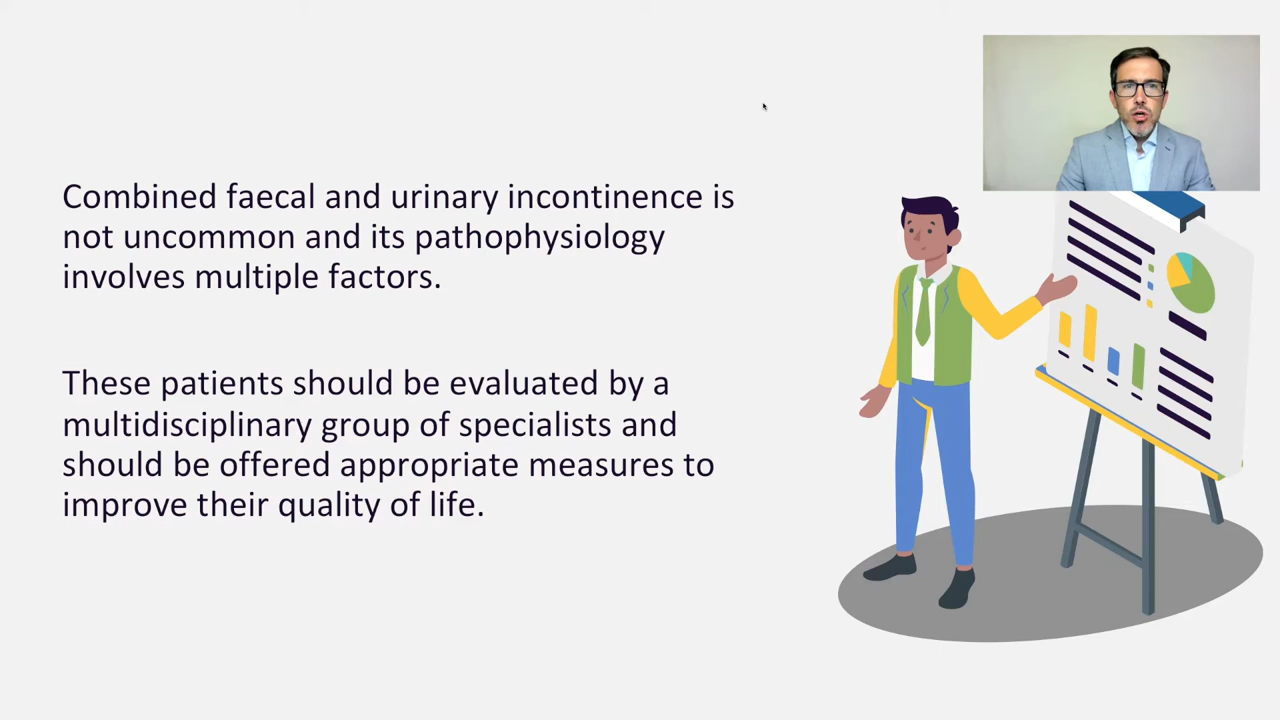 Combined faecal and urinary incontinence is
not uncommon and its pathophysiology
involves multiple factors.
These patients should be evaluated by a
multidisciplinary group of specialists and
should be offered appropriate measures to
improve their quality of life.